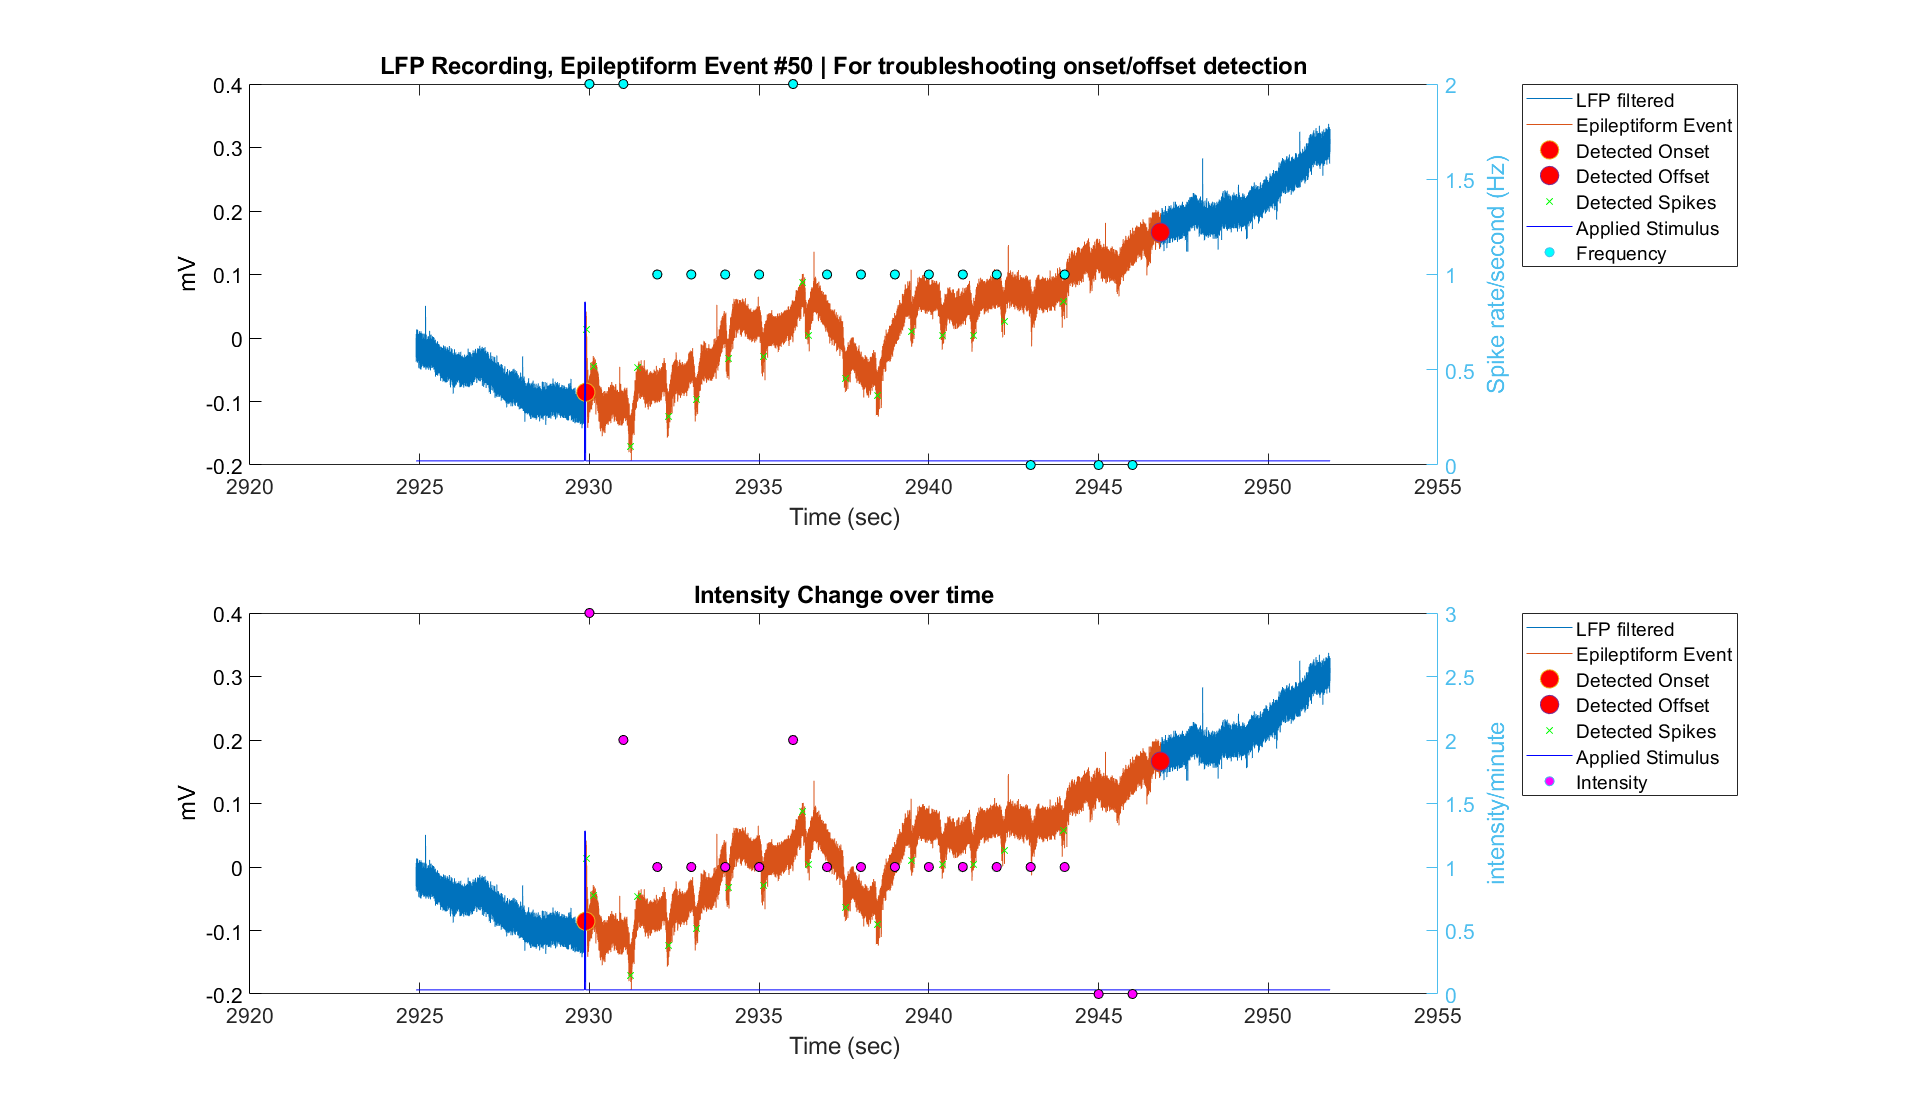 LFP Recording, Epileptiform Event #50 | For troubleshooting onset/offset detection
0.4
0.3
0.2
0.1
0
-0.1
-0.2
mV
2920 2925 2930 2935 2940 2945 2950 2955
Time (sec)
2
1.5
1
0.5
0
Spike rate/second (Hz)
LFP filtered
Epileptiform Event
Detected Onset
Detected Offset
Detected Spikes
Applied Stimulus
Frequency
Intensity Change over time
0.4
0.3
0.2
0.1
0
-0.1
-0.2
mV
2920 2925 2930 2935 2940 2945 2950 2955
Time (sec)
3
2.5
2
1.5
1
0.5
0
intensity/minute
LFP filtered
Epileptiform Event
Detected Onset
Detected Offset
Detected Spikes
Applied Stimulus
Intensity